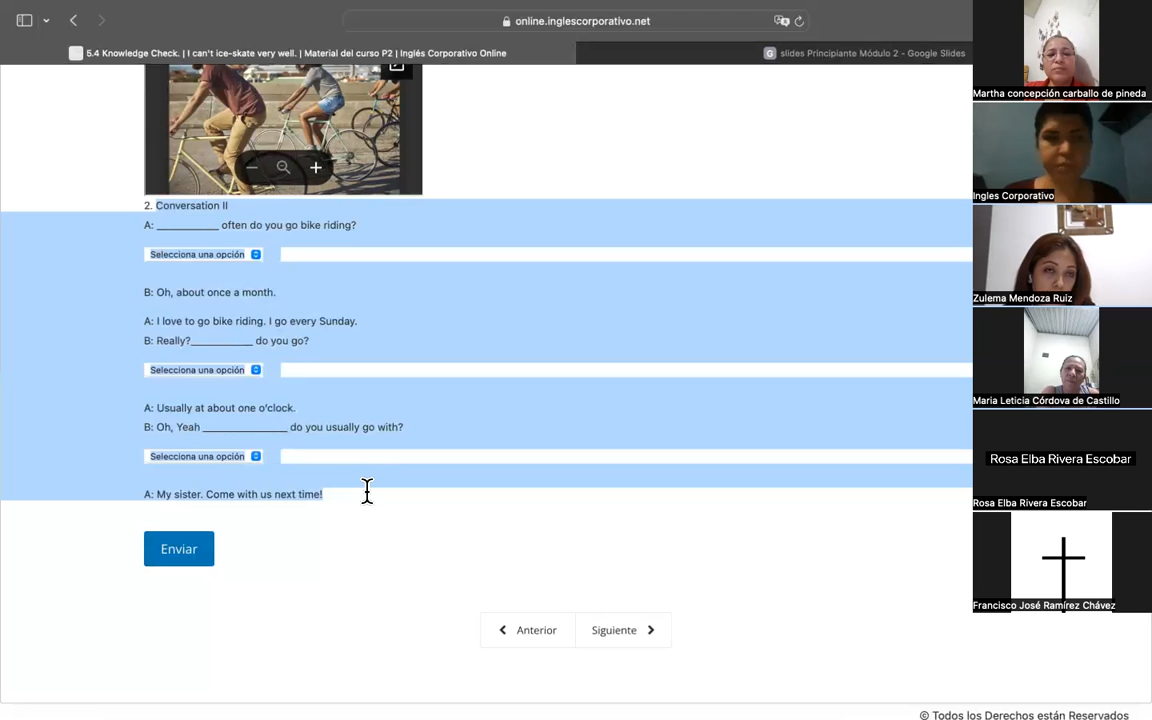 online.inglescorporativo.net
5.4 Knowledge Check. | I can't ice-skate very well. | Material del curso P2 | Inglés Corporativo Online
slides Principiante Módulo 2 - Google Slides
2. Conversation II
A: ____________ often do you go bike riding?
Selecciona una opción
B: Oh, about once a month.
A: I love to go bike riding. I go every Sunday.
B: Really?____________ do you go?
Selecciona una opción
A: Usually at about one o'clock.
B: Oh, Yeah ________________ do you usually go with?
Selecciona una opción
A: My sister. Come with us next time!
Enviar
Anterior
Siguiente
© Todos los Derechos están Reservados
Martha concepción carballo de pineda
Ingles Corporativo
Zulema Mendoza Ruiz
Maria Leticia Córdova de Castillo
Rosa Elba Rivera Escobar
Rosa Elba Rivera Escobar
Francisco José Ramírez Chávez